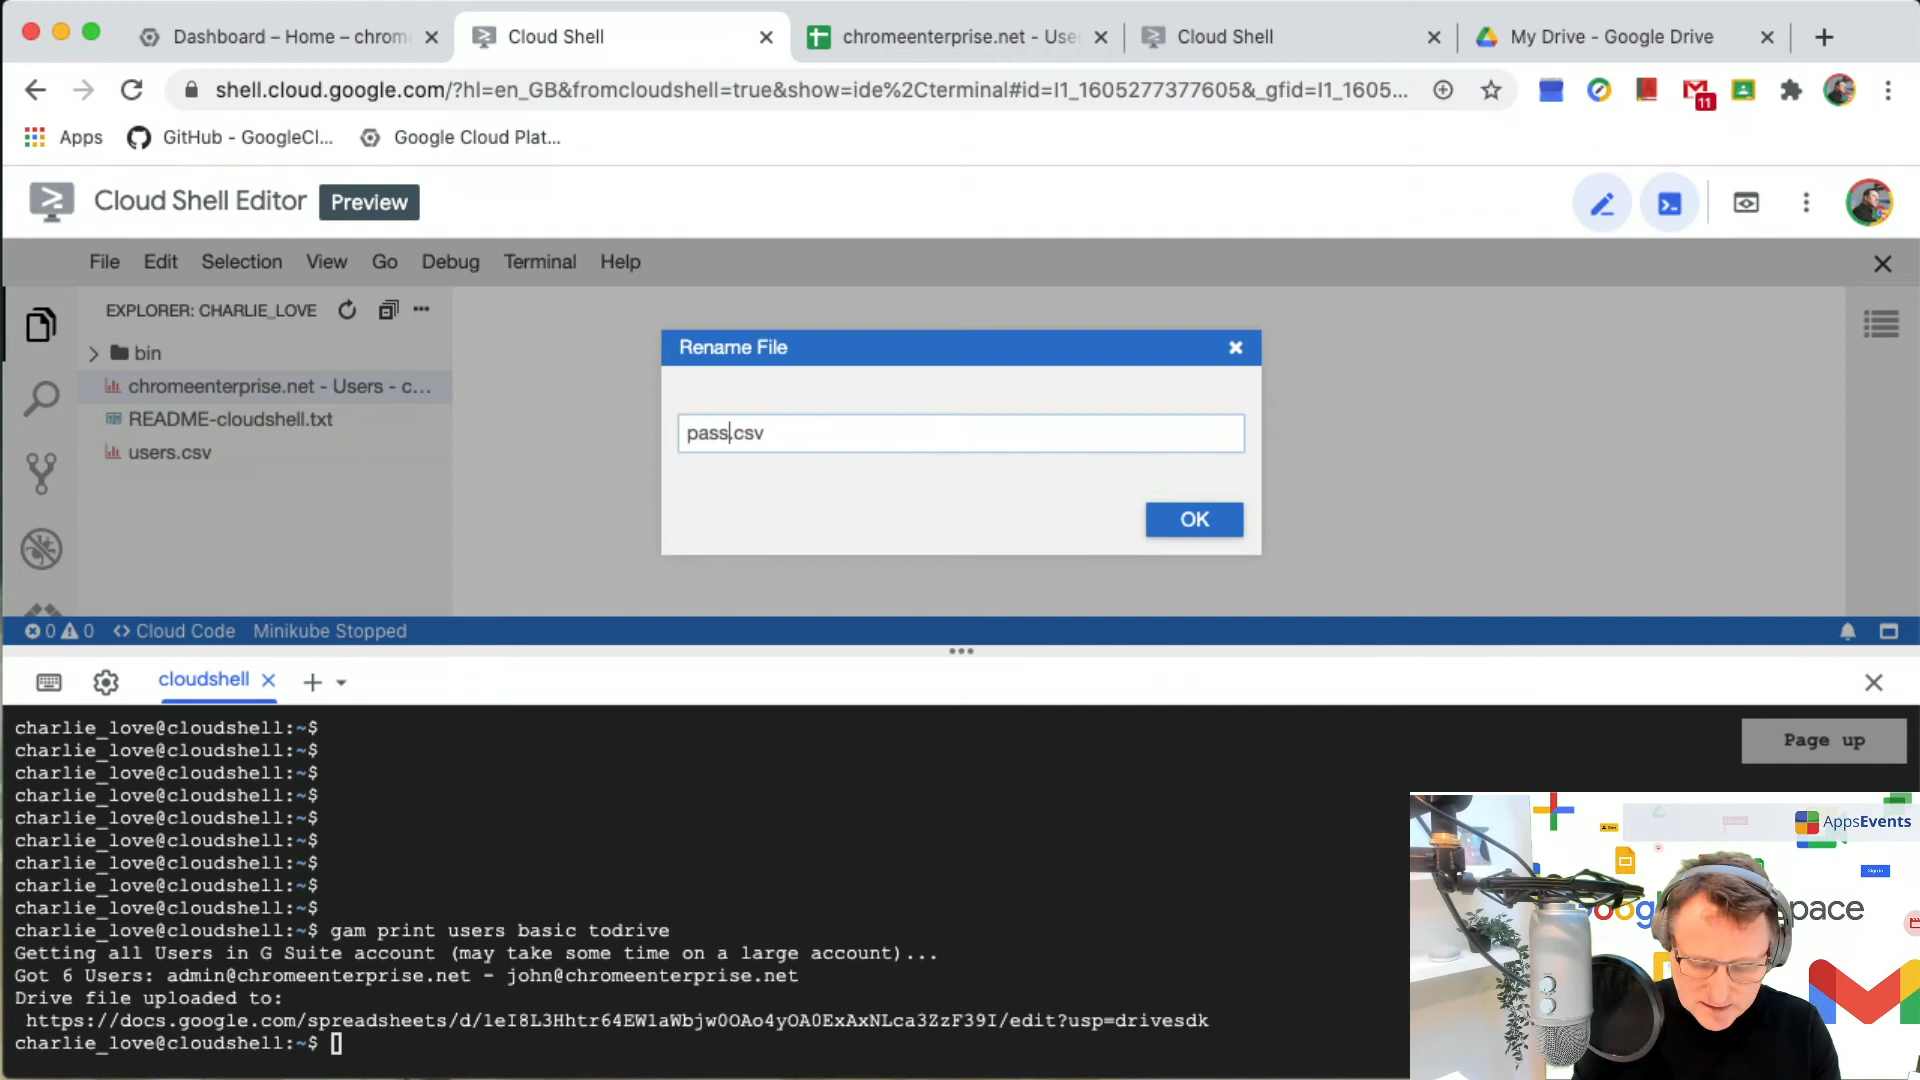 Dashboard – Home – chrome
Cloud Shell
chromeenterprise.net - Use
Cloud Shell
My Drive - Google Drive
shell.cloud.google.com/?hl=en_GB&fromcloudshell=true&show=ide%2Cterminal#id=I1_1605277377605&_gfid=I1_1605...
11
Apps
GitHub - GoogleCl...
Google Cloud Plat...
Cloud Shell Editor
Preview
File Edit Selection View Go Debug Terminal Help
EXPLORER: CHARLIE_LOVE
bin
chromeenterprise.net - Users - c...
README-cloudshell.txt
users.csv
Rename File
pass.csv
OK
0 0 Cloud Code Minikube Stopped
cloudshell
charlie_love@cloudshell:~$
charlie_love@cloudshell:~$
charlie_love@cloudshell:~$
charlie_love@cloudshell:~$
charlie_love@cloudshell:~$
charlie_love@cloudshell:~$
charlie_love@cloudshell:~$
charlie_love@cloudshell:~$
charlie_love@cloudshell:~$
charlie_love@cloudshell:~$ gam print users basic todrive
Getting all Users in G Suite account (may take some time on a large account)...
Got 6 Users: admin@chromeenterprise.net - john@chromeenterprise.net
Drive file uploaded to:
https://docs.google.com/spreadsheets/d/1eI8L3Hhtr64EW1aWbjw0OAo4yOA0ExAxNLca3ZzF39I/edit?usp=drivesdk
charlie_love@cloudshell:~$
Page up
AppsEvents
Goog
pace